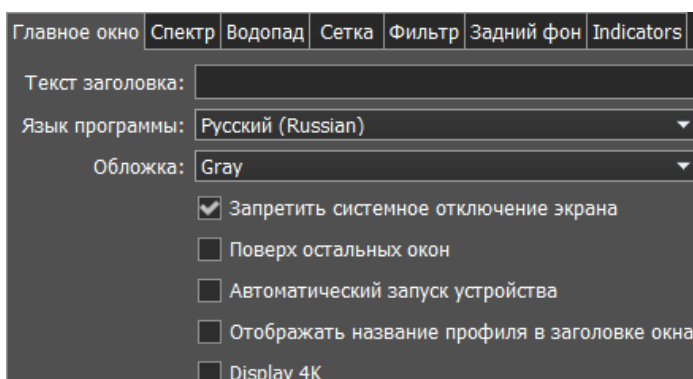 Главное окно Спектр Водопад Сетка Фильтр Задний фон Indicators
Текст заголовка:
Язык программы: Русский (Russian)
Обложка: Gray
Запретить системное отключение экрана
Поверх остальных окон
Автоматический запуск устройства
Отображать название профиля в заголовке окна
Display 4K